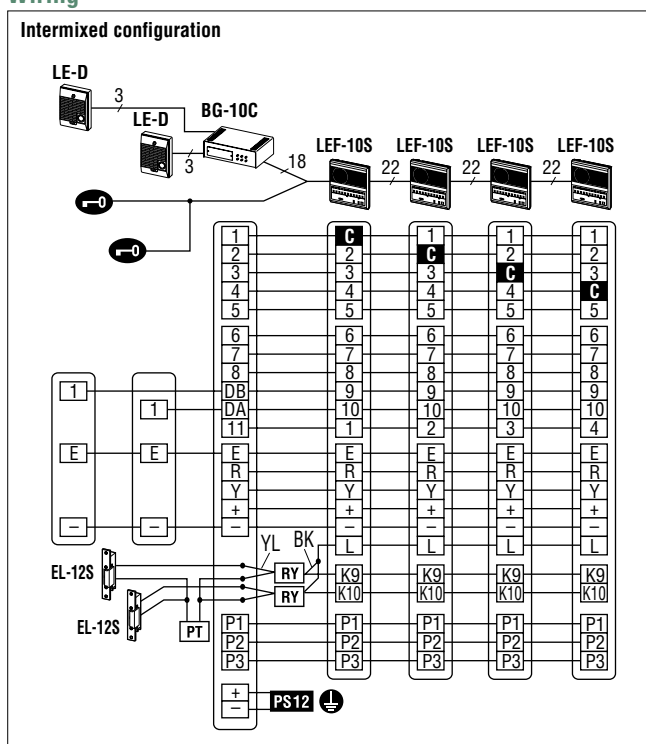 Wiring
Intermixed configuration
LE-D
3
LE-D
3
BG-10C
18
LEF-10S LEF-10S LEF-10S LEF-10S
22 22 22
1 C 1 1 1
2 2 C 2 2
3 3 3 C 3
4 4 4 4 C
5 5 5 5 5
6 6 6 6 6
7 7 7 7 7
8 8 8 8 8
1 DB 9 9 9 9
1 DA 10 10 10 10
11 1 2 3 4
E E E E E E E
R R R R R
Y Y Y Y Y
+ + + + +
– – – – – – –
YL BK L L L L
EL-12S RY K9 K9 K9 K9
RY K10 K10 K10 K10
EL-12S PT
P1 P1 P1 P1 P1
P2 P2 P2 P2 P2
P3 P3 P3 P3 P3
+
– PS12